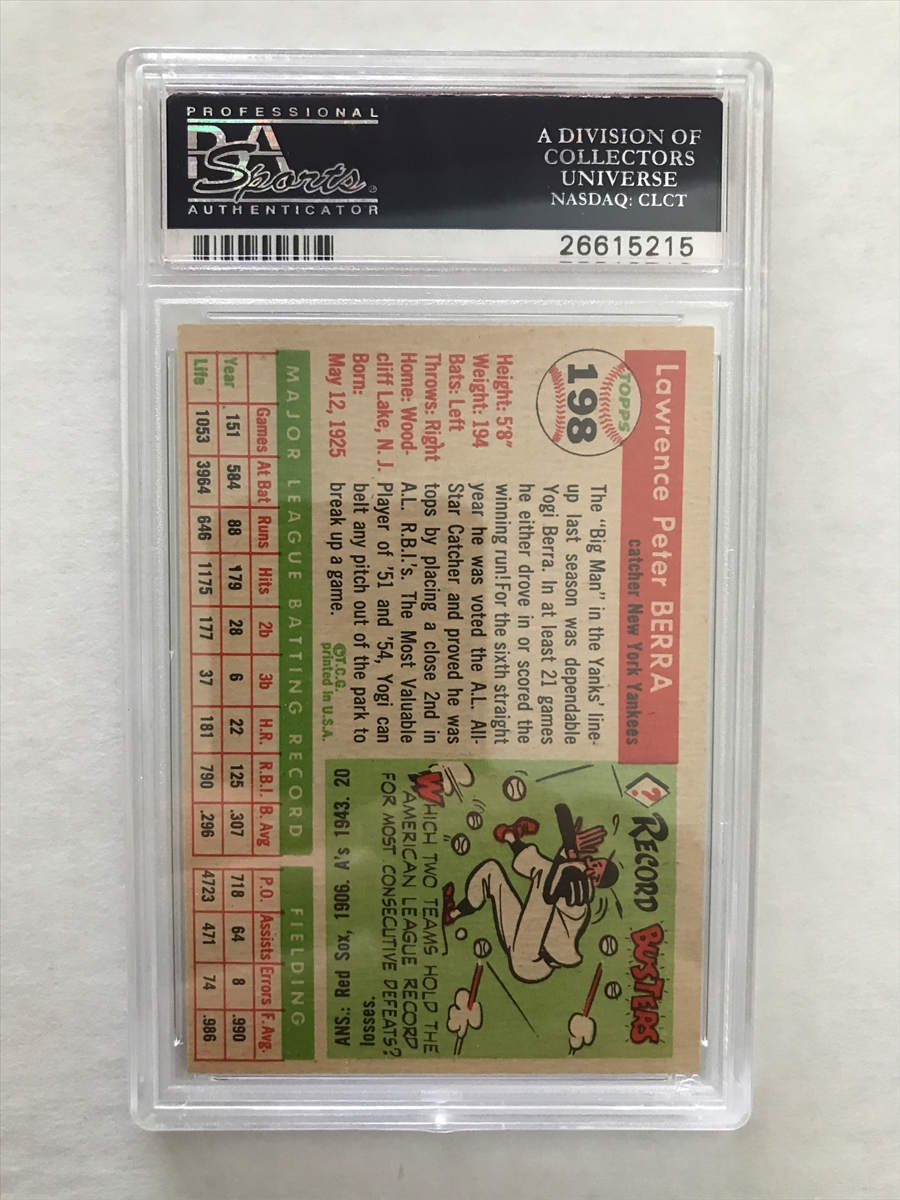 PROFESSIONAL
PSA
Sports
AUTHENTICATOR
A DIVISION OF
COLLECTORS
UNIVERSE
NASDAQ: CLCT
26615215
TOPPS
198
Lawrence Peter BERRA
catcher New York Yankees
Height: 5'8"
Weight: 194
Bats: Left
Throws: Right
Home: Wood-
cliff Lake, N. J.
Born:
May 12, 1925
The "Big Man" in the Yanks' line-
up last season was dependable
Yogi Berra. In at least 21 games
he either drove in or scored the
winning run! For the sixth straight
year he was voted the A.L. All-
Star Catcher and proved he was
tops by placing a close 2nd in
A.L. R.B.I.'s. The Most Valuable
Player of '51 and '54, Yogi can
belt any pitch out of the park to
break up a game.
©T.C.G.
printed in U.S.A.
? RECORD BUSTERS
WHICH TWO TEAMS HOLD THE
AMERICAN LEAGUE RECORD
FOR MOST CONSECUTIVE DEFEATS?
ANS.: Red Sox, 1906. A's 1943. 20
losses.
MAJOR LEAGUE BATTING RECORD FIELDING
Games At Bat Runs Hits 2b 3b H.R. R.B.I. B. Avg P.O. Assists Errors F. Avg.
Year 151 584 88 179 28 6 22 125 .307 718 64 8 .990
Life 1053 3964 646 1175 177 37 181 790 .296 4723 471 74 .986